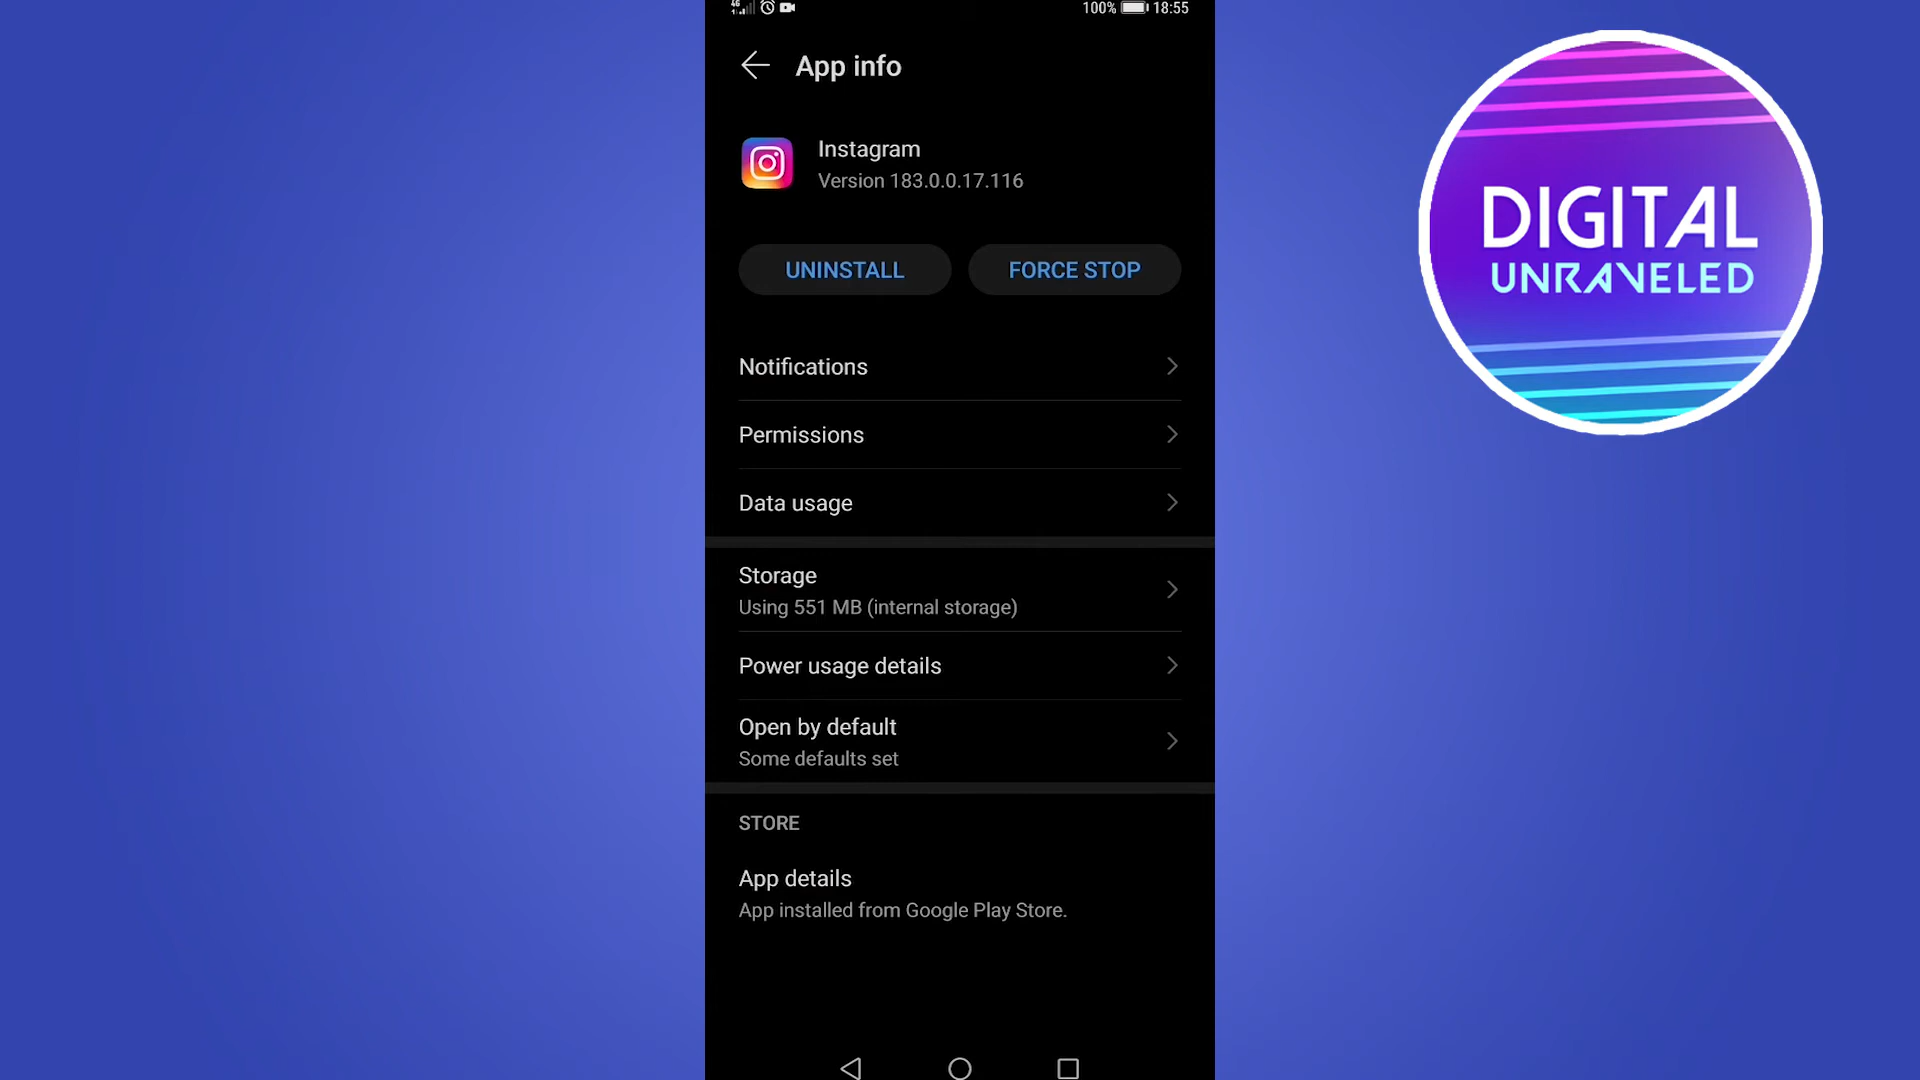 4G
100% 18:55
App info
Instagram
Version 183.0.0.17.116
UNINSTALL FORCE STOP
Notifications
Permissions
Data usage
Storage
Using 551 MB (internal storage)
Power usage details
Open by default
Some defaults set
STORE
App details
App installed from Google Play Store.
DIGITAL
UNRAVELED